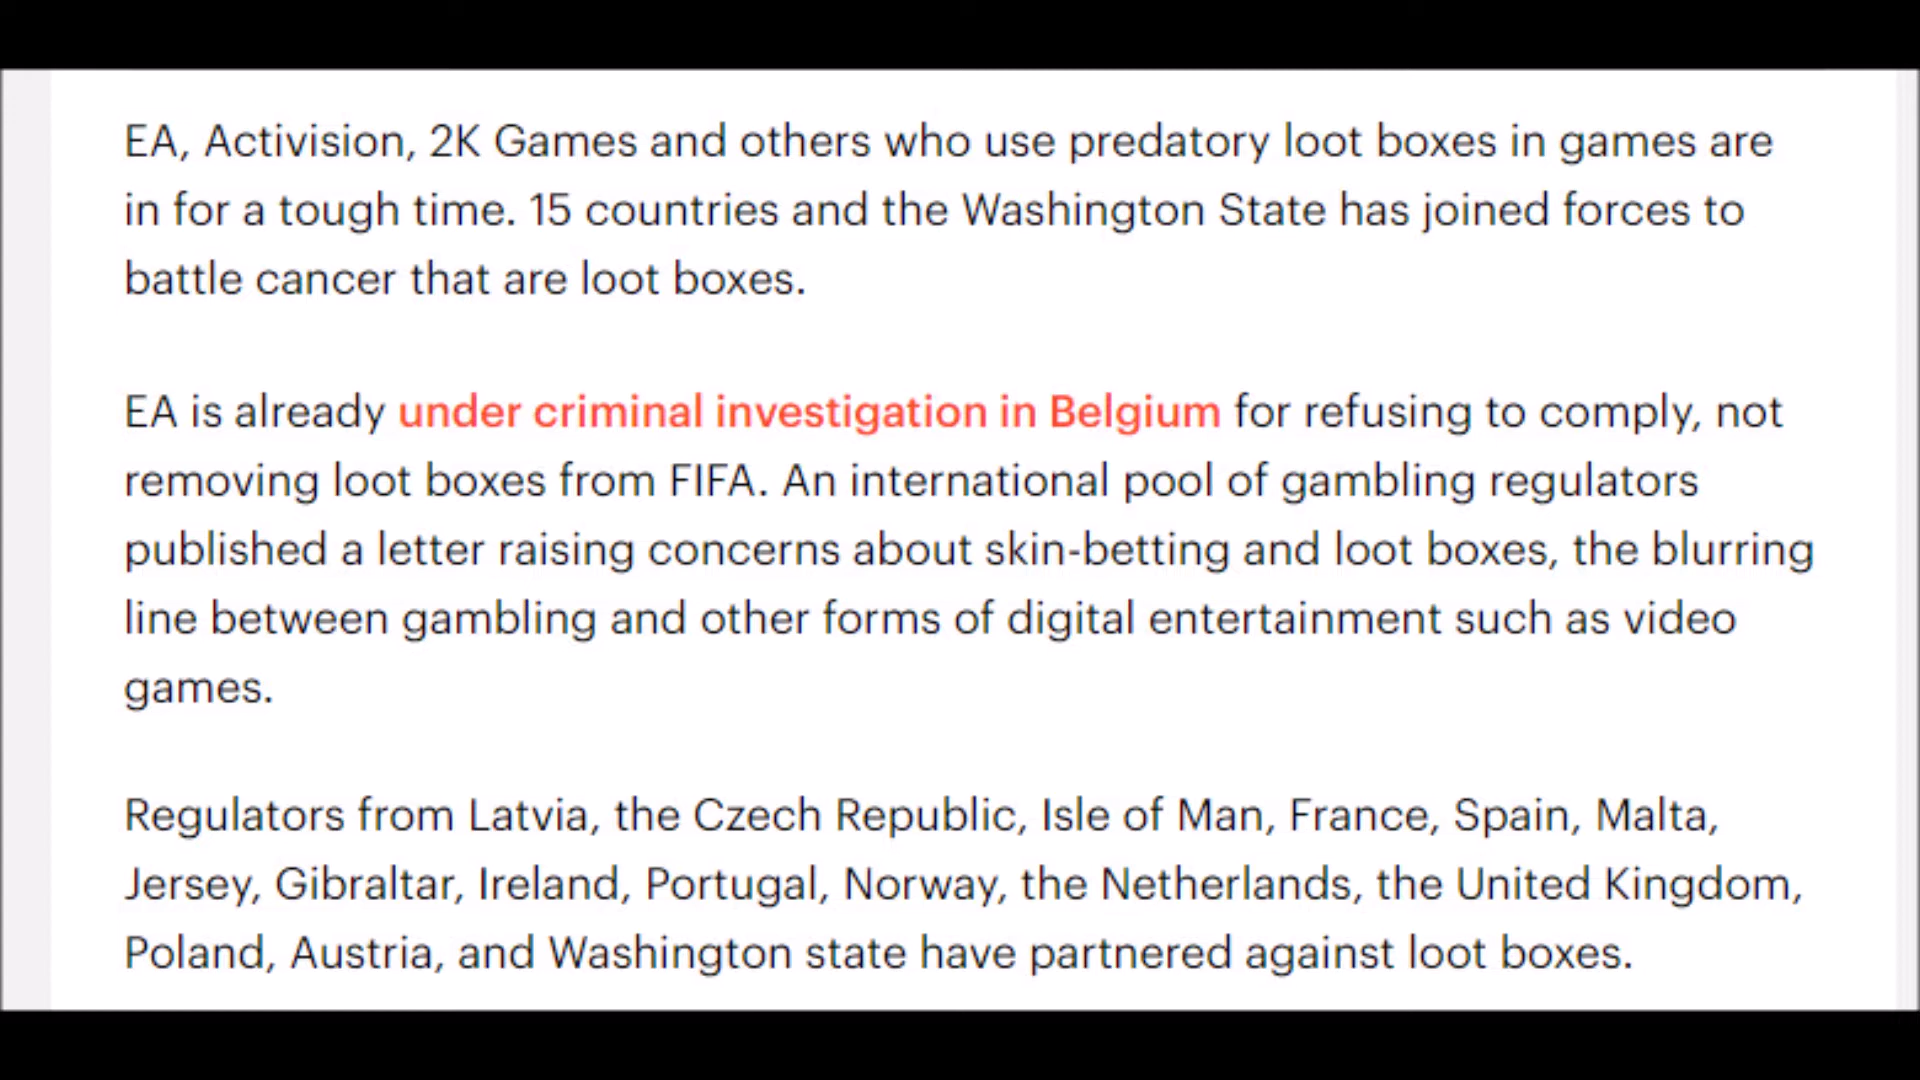 EA, Activision, 2K Games and others who use predatory loot boxes in games are
in for a tough time. 15 countries and the Washington State has joined forces to
battle cancer that are loot boxes.
EA is already under criminal investigation in Belgium for refusing to comply, not
removing loot boxes from FIFA. An international pool of gambling regulators
published a letter raising concerns about skin-betting and loot boxes, the blurring
line between gambling and other forms of digital entertainment such as video
games.
Regulators from Latvia, the Czech Republic, Isle of Man, France, Spain, Malta,
Jersey, Gibraltar, Ireland, Portugal, Norway, the Netherlands, the United Kingdom,
Poland, Austria, and Washington state have partnered against loot boxes.